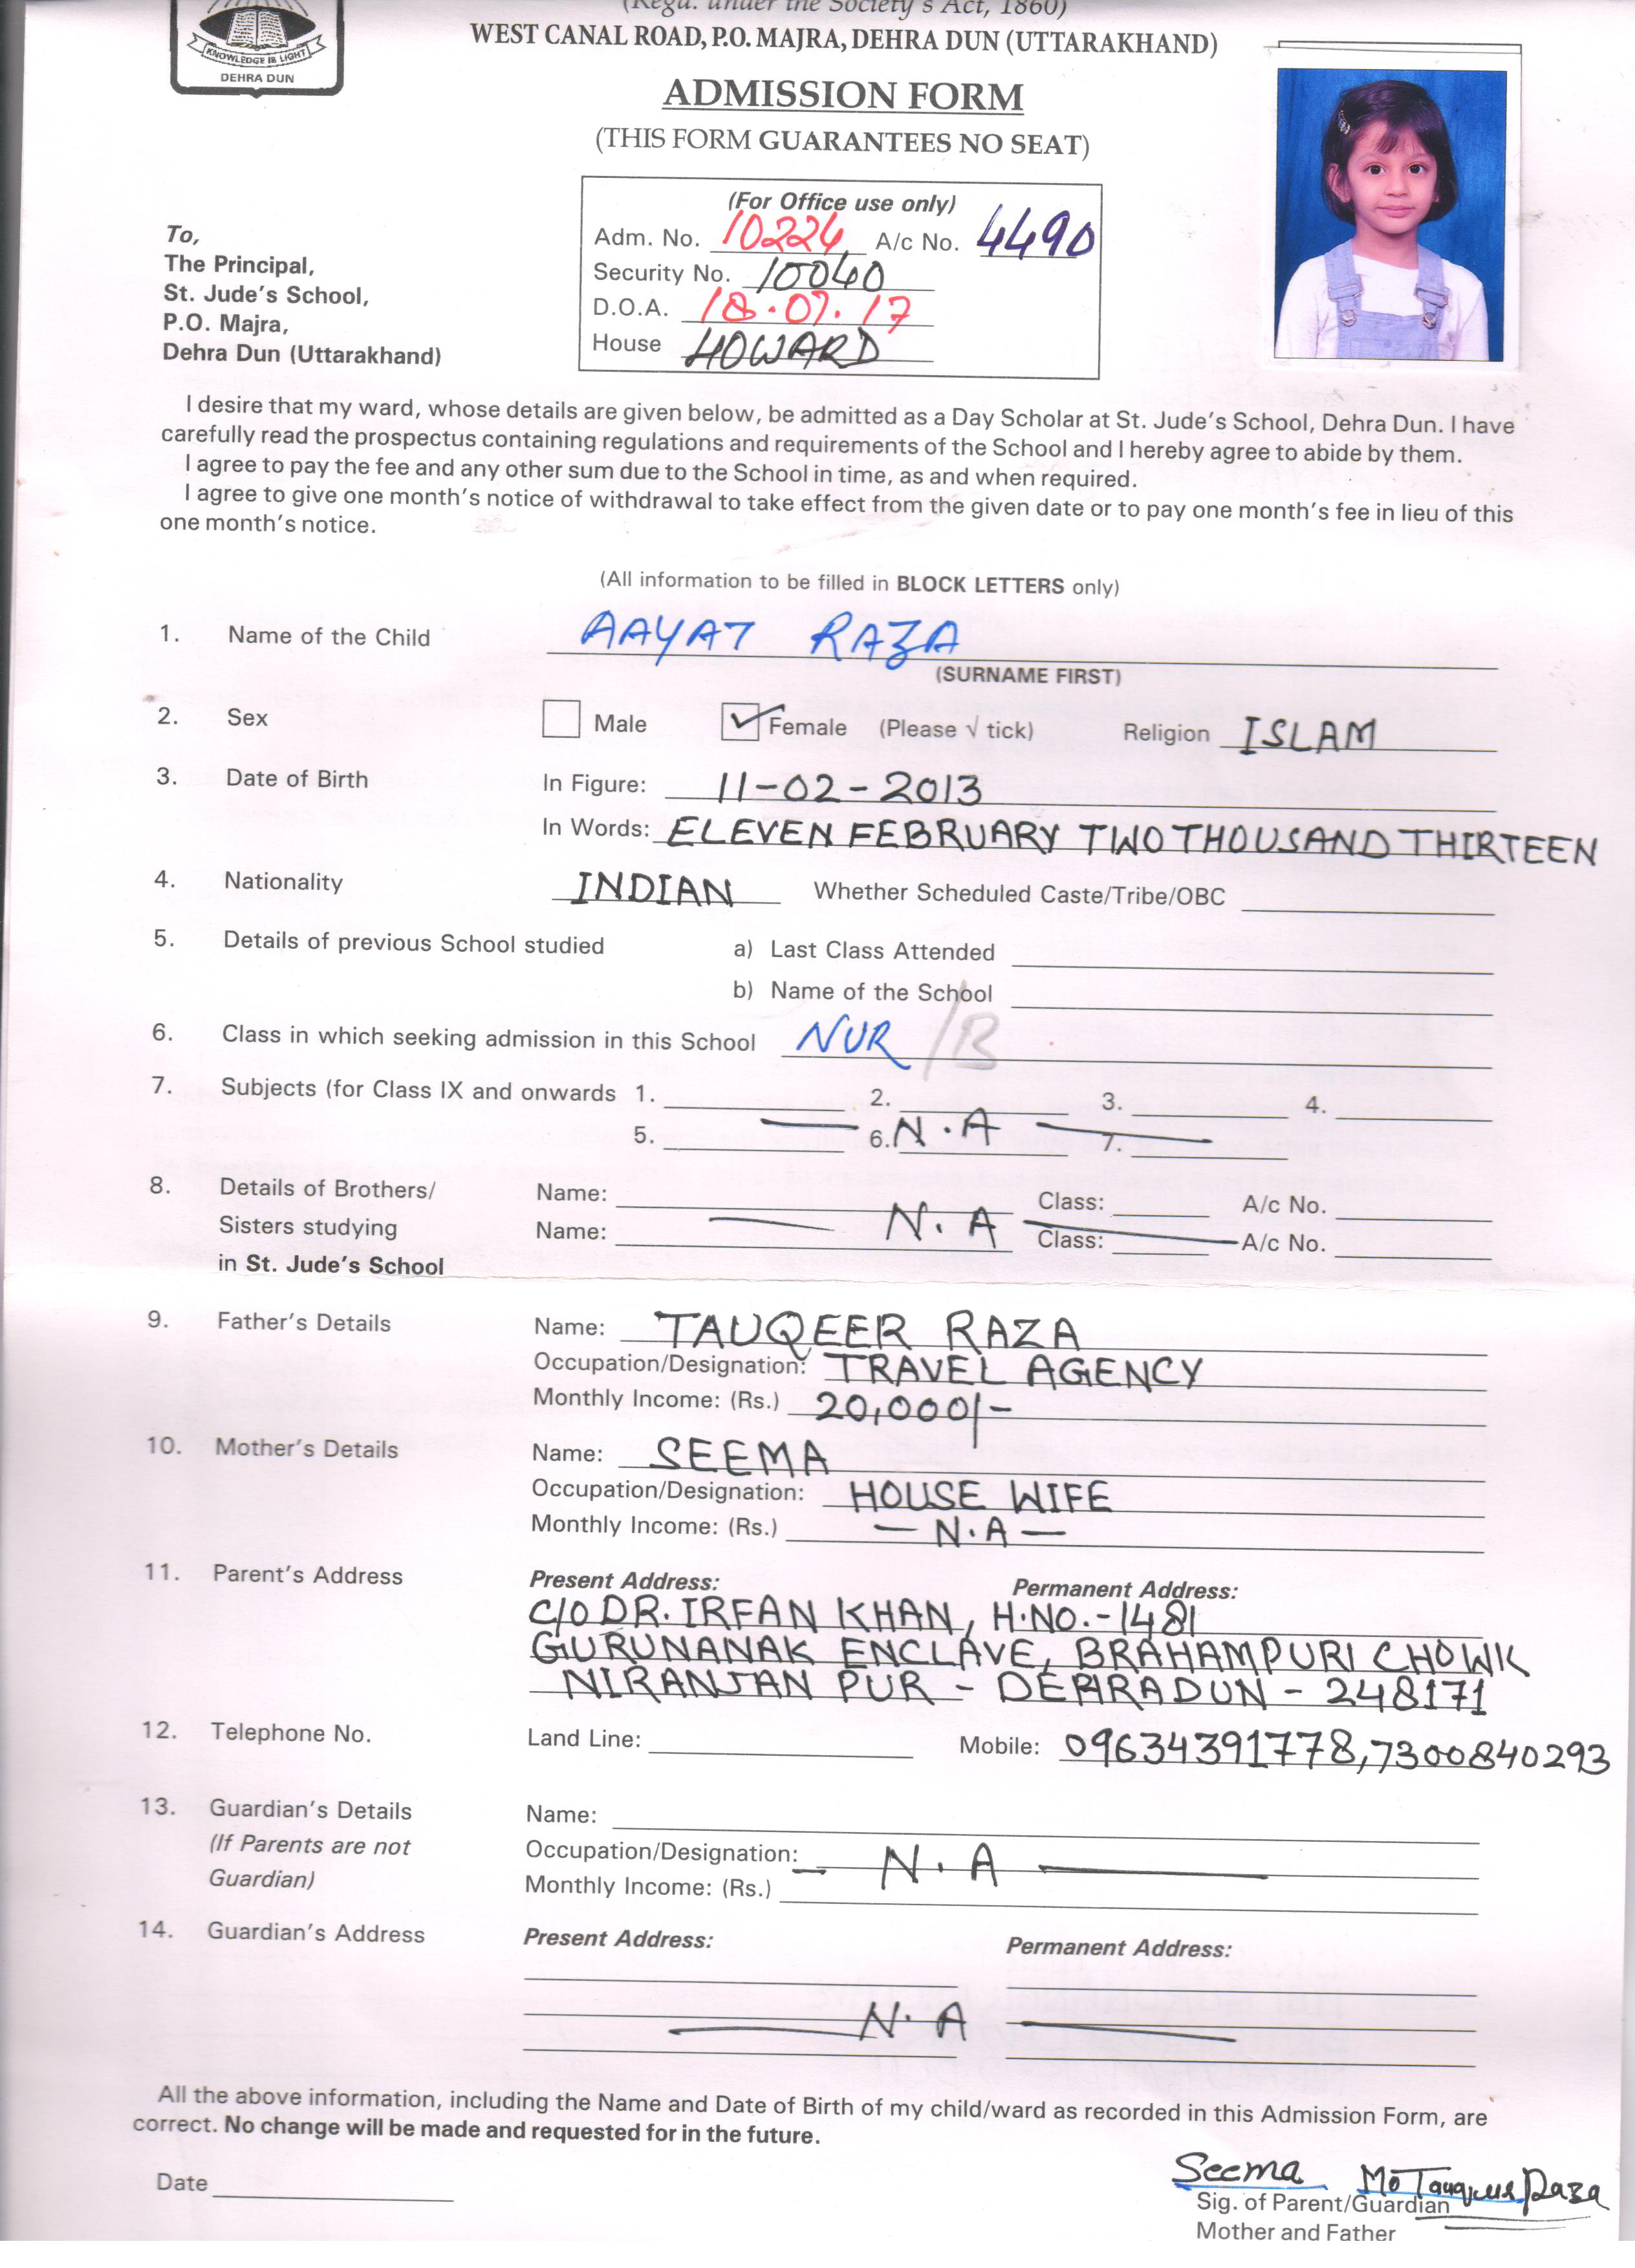 (Regd. under the Society's Act, 1860)
WEST CANAL ROAD, P.O. MAJRA, DEHRA DUN (UTTARAKHAND)
KNOWLEDGE IS LIGHT
DEHRA DUN
ADMISSION FORM
(THIS FORM GUARANTEES NO SEAT)
(For Office use only)
Adm. No. 10224 A/c No. 4490
Security No. 10040
D.O.A. 18.07.17
House HOWARD
To,
The Principal,
St. Jude's School,
P.O. Majra,
Dehra Dun (Uttarakhand)
I desire that my ward, whose details are given below, be admitted as a Day Scholar at St. Jude's School, Dehra Dun. I have
carefully read the prospectus containing regulations and requirements of the School and I hereby agree to abide by them.
I agree to pay the fee and any other sum due to the School in time, as and when required.
I agree to give one month's notice of withdrawal to take effect from the given date or to pay one month's fee in lieu of this
one month's notice.
(All information to be filled in BLOCK LETTERS only)
1. Name of the Child AAYAT RAZA
(SURNAME FIRST)
2. Sex Male ✓ Female (Please √ tick) Religion ISLAM
3. Date of Birth In Figure: 11-02-2013
In Words: ELEVEN FEBRUARY TWO THOUSAND THIRTEEN
4. Nationality INDIAN Whether Scheduled Caste/Tribe/OBC
5. Details of previous School studied a) Last Class Attended
b) Name of the School
6. Class in which seeking admission in this School NUR /B
7. Subjects (for Class IX and onwards 1. 2. 3. 4.
5. 6. N.A 7.
8. Details of Brothers/ Name: Class: A/c No.
Sisters studying Name: N.A Class: A/c No.
in St. Jude's School
9. Father's Details Name: TAUQEER RAZA
Occupation/Designation: TRAVEL AGENCY
Monthly Income: (Rs.) 20,000/-
10. Mother's Details Name: SEEMA
Occupation/Designation: HOUSE WIFE
Monthly Income: (Rs.) — N.A —
11. Parent's Address Present Address: Permanent Address:
C/O DR. IRFAN KHAN, H.NO.-1481
GURUNANAK ENCLAVE, BRAHAMPURI CHOWK
NIRANJAN PUR - DEHRADUN - 248171
12. Telephone No. Land Line: Mobile: 09634391778, 7300840293
13. Guardian's Details Name:
(If Parents are not Occupation/Designation: — N.A —
Guardian) Monthly Income: (Rs.)
14. Guardian's Address Present Address: Permanent Address:
— N.A —
All the above information, including the Name and Date of Birth of my child/ward as recorded in this Admission Form, are
correct. No change will be made and requested for in the future.
Date Seema Raza
Sig. of Parent/Guardian
Mother and Father